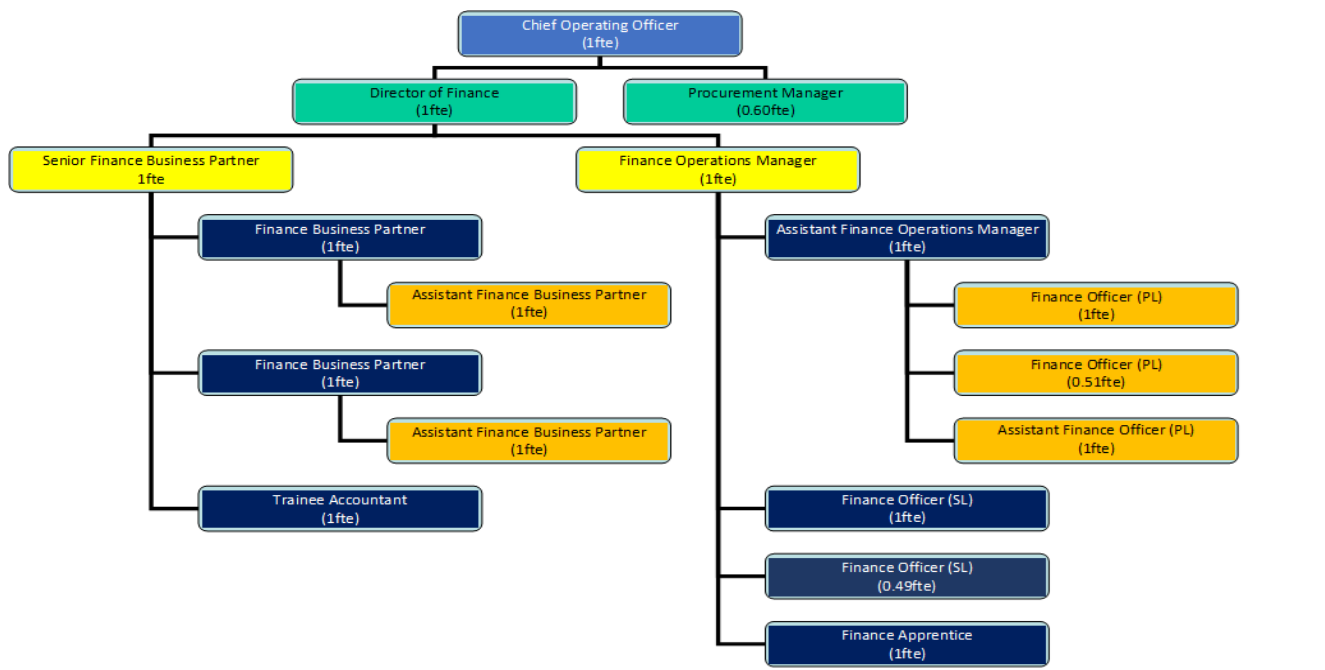 Chief Operating Officer
(1fte)
Director of Finance
(1fte)
Procurement Manager
(0.60fte)
Senior Finance Business Partner
1fte
Finance Operations Manager
(1fte)
Finance Business Partner
(1fte)
Assistant Finance Business Partner
(1fte)
Finance Business Partner
(1fte)
Assistant Finance Business Partner
(1fte)
Trainee Accountant
(1fte)
Assistant Finance Operations Manager
(1fte)
Finance Officer (PL)
(1fte)
Finance Officer (PL)
(0.51fte)
Assistant Finance Officer (PL)
(1fte)
Finance Officer (SL)
(1fte)
Finance Officer (SL)
(0.49fte)
Finance Apprentice
(1fte)